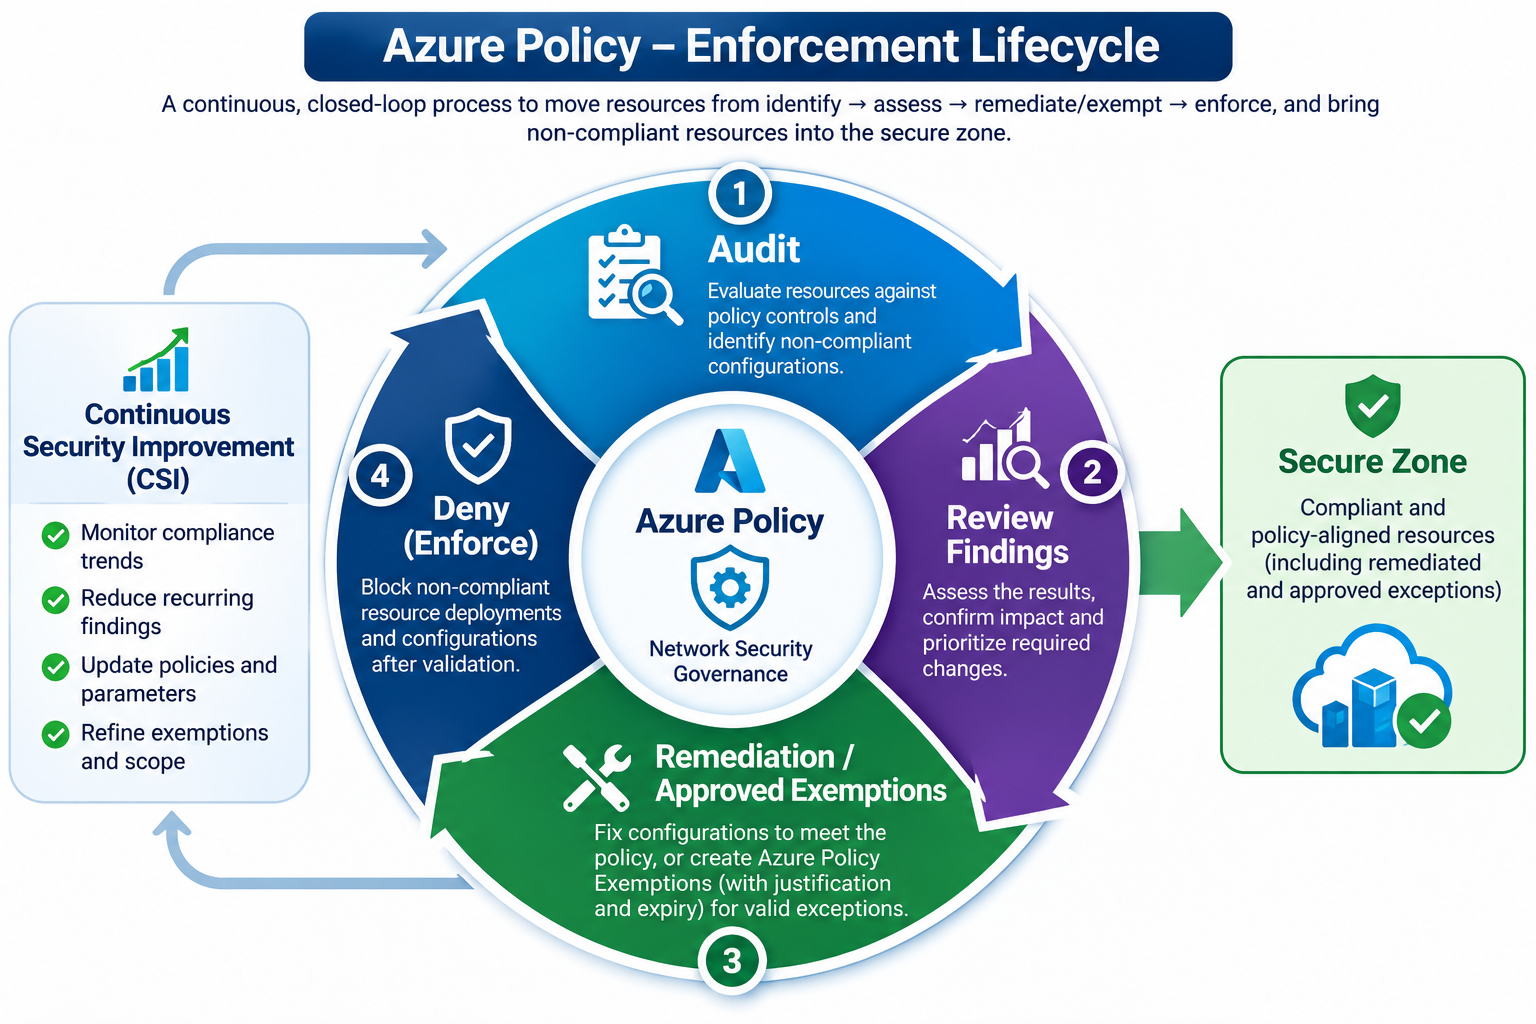 Azure Policy – Enforcement Lifecycle
A continuous, closed-loop process to move resources from identify → assess → remediate/exempt → enforce, and bring
non-compliant resources into the secure zone.
1
Audit
Evaluate resources against
policy controls and
identify non-compliant
configurations.
2
Review
Findings
Assess the results,
confirm impact and
prioritize required
changes.
3
Remediation /
Approved Exemptions
Fix configurations to meet the
policy, or create Azure Policy
Exemptions (with justification
and expiry) for valid exceptions.
4
Deny
(Enforce)
Block non-compliant
resource deployments
and configurations
after validation.
Azure Policy
Network Security
Governance
Continuous
Security Improvement
(CSI)
Monitor compliance
trends
Reduce recurring
findings
Update policies and
parameters
Refine exemptions
and scope
Secure Zone
Compliant and
policy-aligned resources
(including remediated
and approved exceptions)